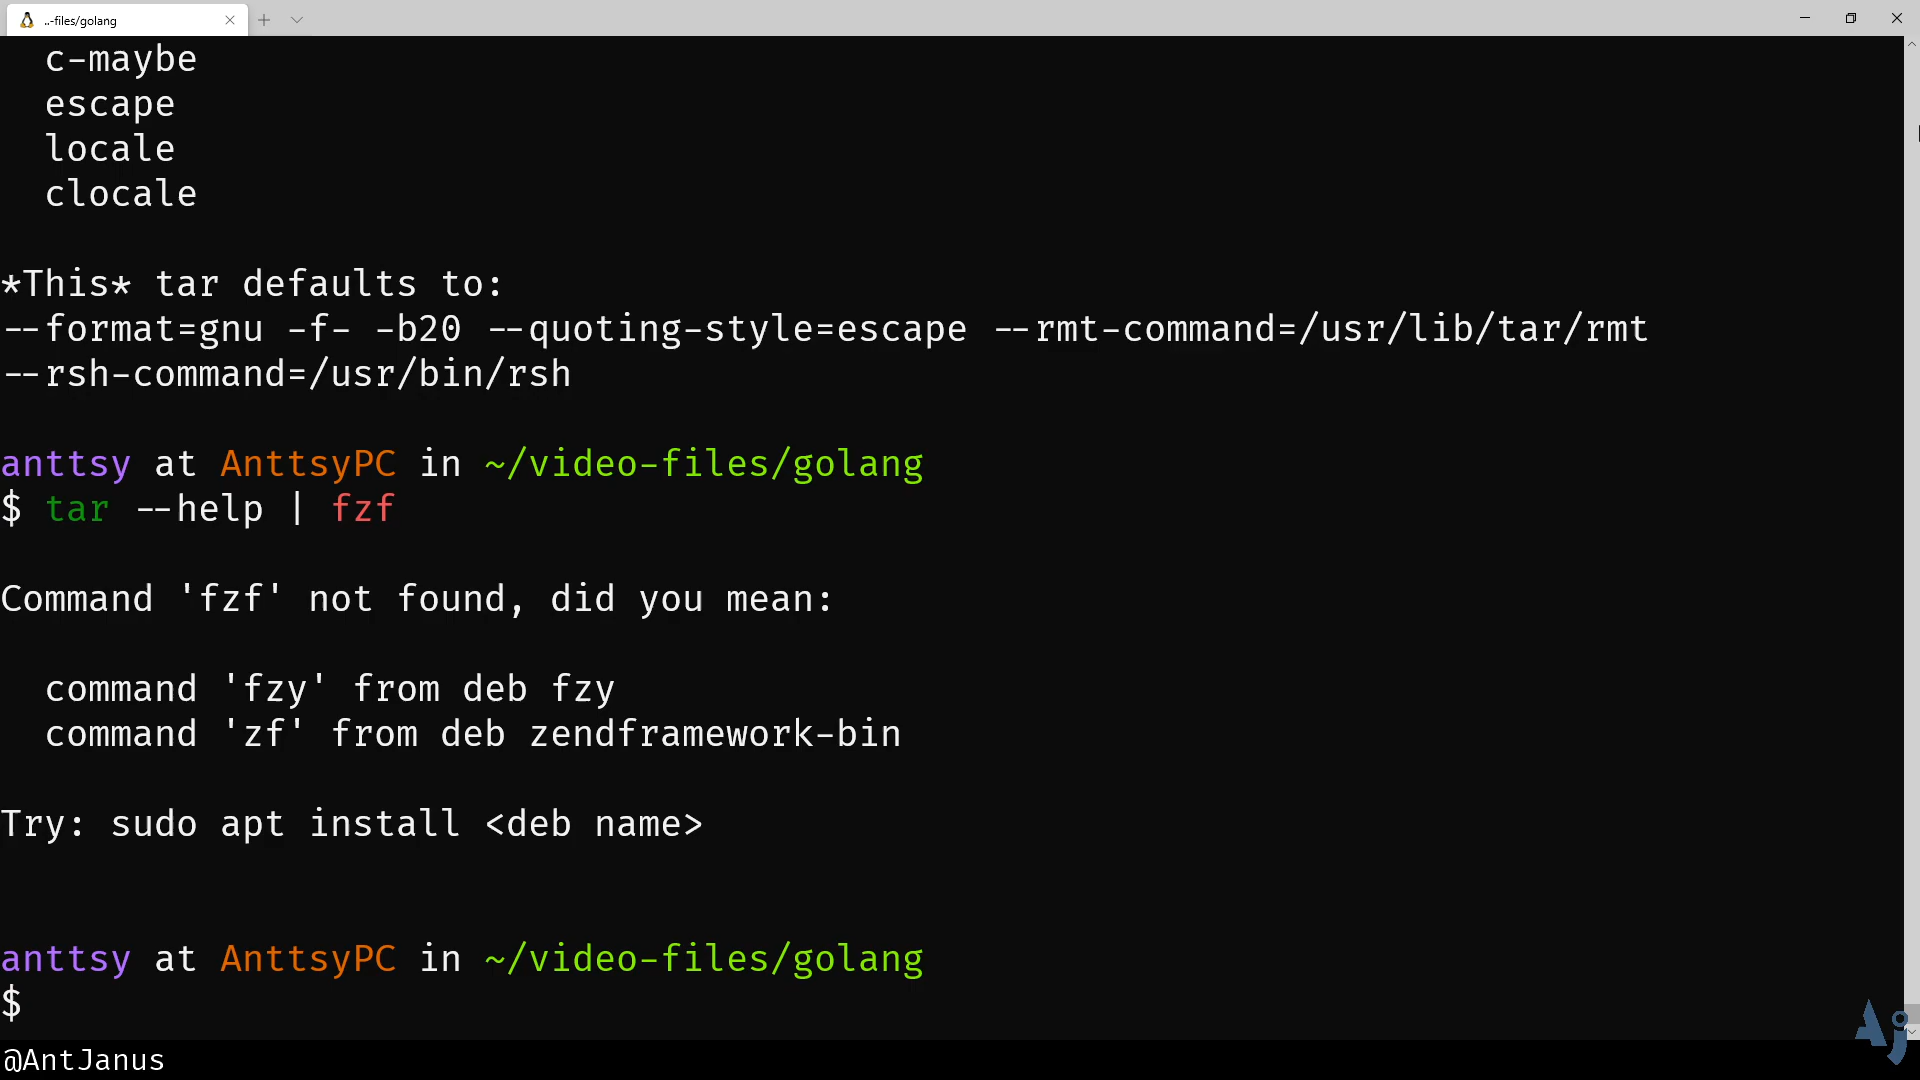 ..-files/golang
c-maybe
escape
locale
clocale
*This* tar defaults to:
--format=gnu -f- -b20 --quoting-style=escape --rmt-command=/usr/lib/tar/rmt
--rsh-command=/usr/bin/rsh
anttsy at AnttsyPC in ~/video-files/golang
$ tar --help | fzf
Command 'fzf' not found, did you mean:
command 'fzy' from deb fzy
command 'zf' from deb zendframework-bin
Try: sudo apt install <deb name>
anttsy at AnttsyPC in ~/video-files/golang
$
Aj
@AntJanus